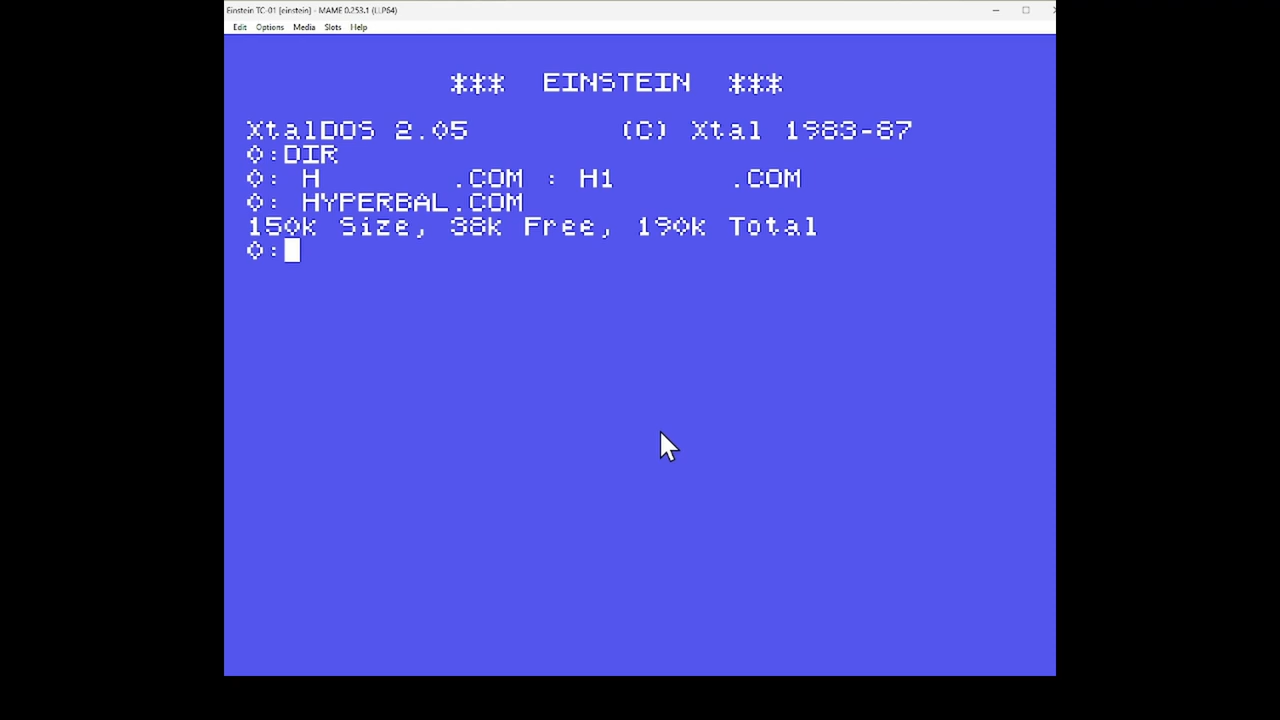 Einstein TC-01 [einstein] - MAME 0.253.1 (LLP64)
Edit Options Media Slots Help
*** EINSTEIN ***
XtalDOS 2.05 (C) Xtal 1983-87
0:DIR
0: H .COM : H1 .COM
0: HYPERBAL.COM
150k Size, 38k Free, 190k Total
0: